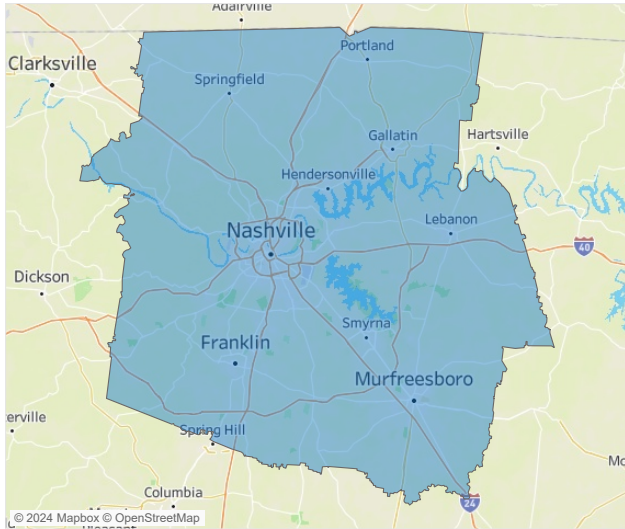 Adairville
Portland
Clarksville
Springfield
Gallatin
Hartsville
Hendersonville
Lebanon
Nashville
40
Dickson
Smyrna
Franklin
Murfreesboro
erville
Spring Hill
Mo
Columbia
24
© 2024 Mapbox © OpenStreetMap
Pleasant